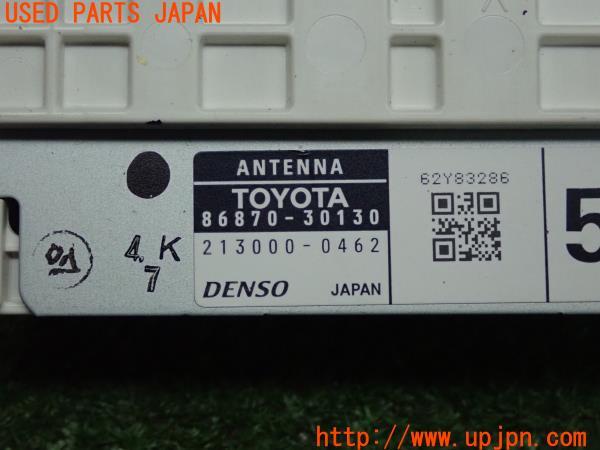 USED PARTS JAPAN
ANTENNA
TOYOTA
86870-30130
213000-0462
DENSO JAPAN
62Y83286
5
4. K
7
http://www.upjpn.com/